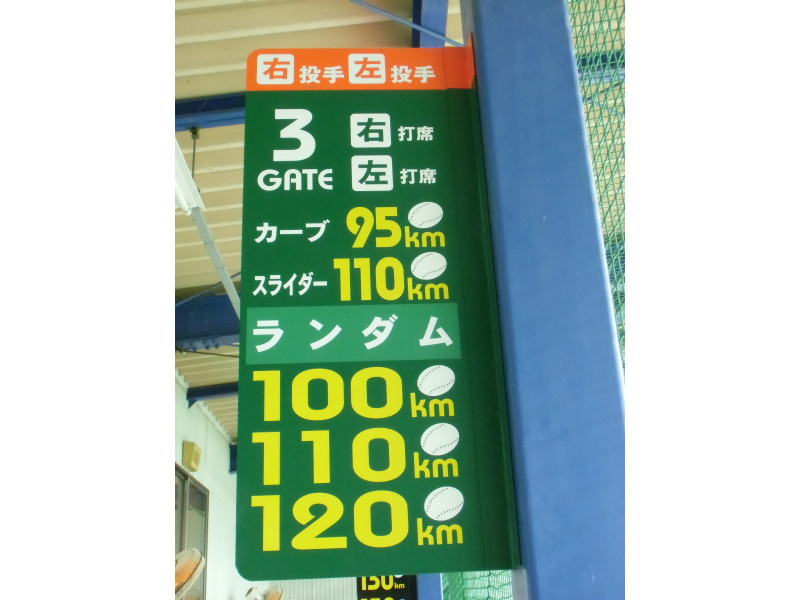 右投手左投手
3
GATE
右打席
左打席
カーブ 95km
スライダー 110km
ランダム
100km
110km
120km
130km